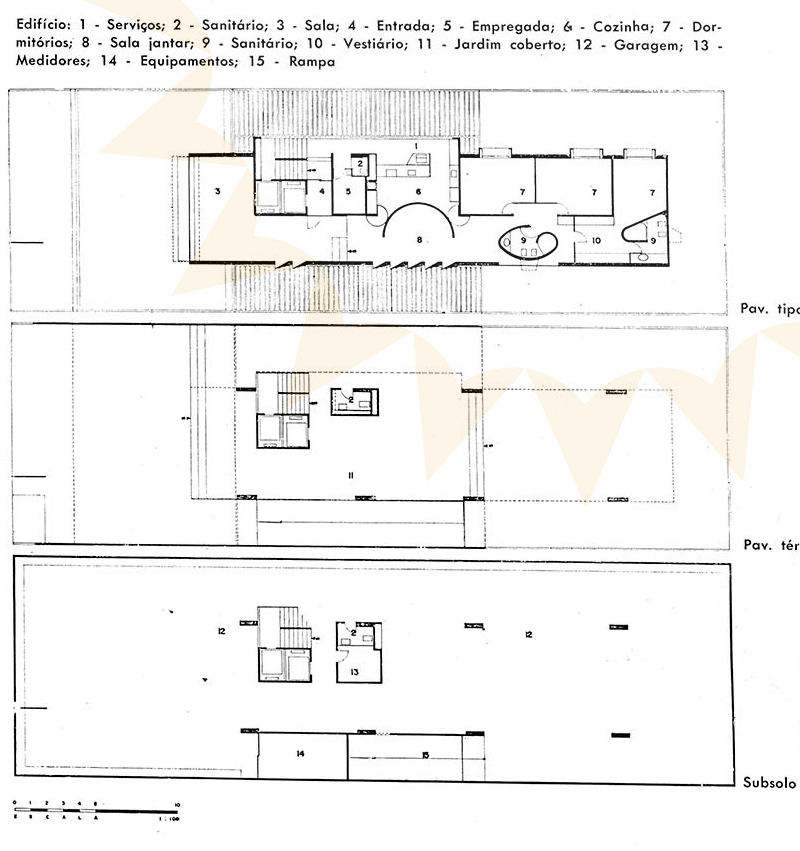 Edifício: 1 - Serviços; 2 - Sanitário; 3 - Sala; 4 - Entrada; 5 - Empregada; 6 - Cozinha; 7 - Dor-
mitórios; 8 - Sala jantar; 9 - Sanitário; 10 - Vestiário; 11 - Jardim coberto; 12 - Garagem; 13 -
Medidores; 14 - Equipamentos; 15 - Rampa
1
2
3 4 5 6 7 7 7
8 9 10 9
Pav. tipo
2
11
Pav. tér
12 2 12
13
14 15
Subsolo
0 1 2 3 4 5 10
E S C A L A 1:100